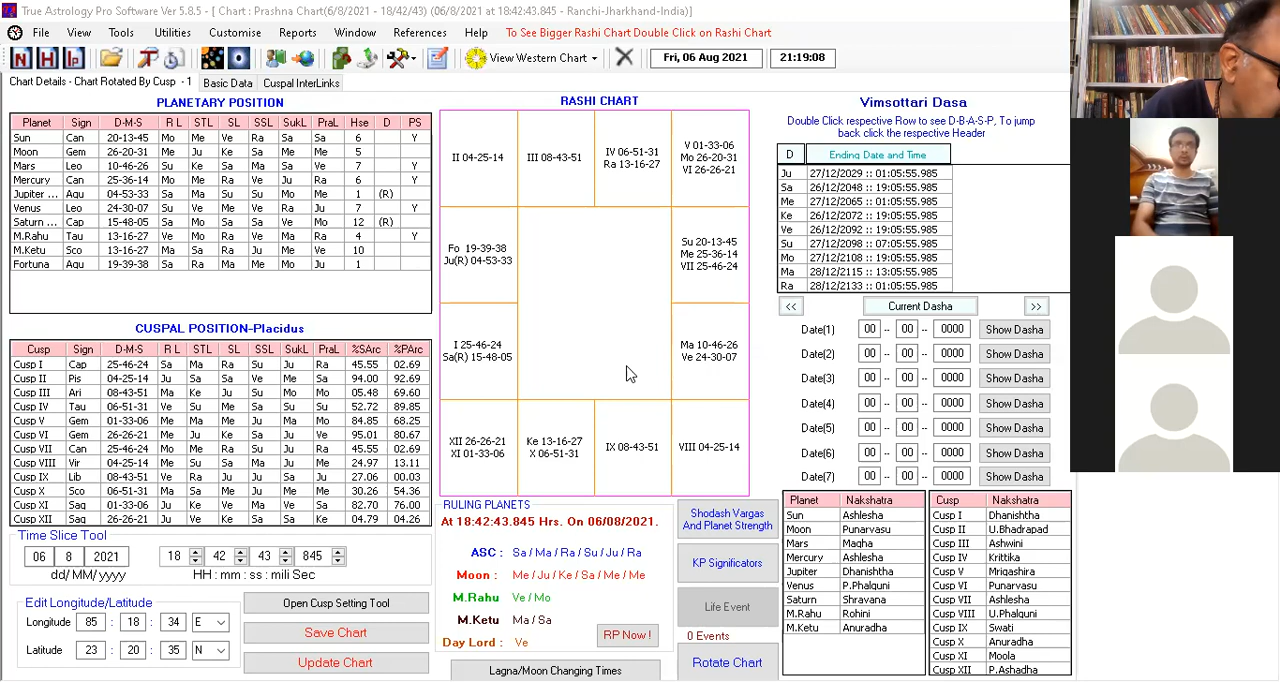 True Astrology Pro Software Ver 5.8.5 - [ Chart : Prashna Chart(6/8/2021 - 18/42/43) (06/08/2021 at 18:42:43.845 - Ranchi-Jharkhand-India)]
File View Tools Utilities Customise Reports Window References Help To See Bigger Rashi Chart Double Click on Rashi Chart
N H Ip View Western Chart Fri, 06 Aug 2021 21:19:08
Chart Details - Chart Rotated By Cusp - 1 Basic Data Cuspal InterLinks
PLANETARY POSITION
Planet Sign D-M-S R L STL SL SSL SukL PraL Hse D PS
Sun Can 20-13-45 Mo Me Ve Ra Sa Sa 6 Y
Moon Gem 26-20-31 Me Ju Ke Sa Me Me 5
Mars Leo 10-46-26 Su Ke Sa Ma Sa Ve 7 Y
Mercury Can 25-36-14 Mo Me Ra Ve Ju Ra 6 Y
Jupiter ... Aqu 04-53-33 Sa Ma Su Su Mo Me 1 (R)
Venus Leo 24-30-07 Su Ve Me Ve Ra Ju 7 Y
Saturn ... Cap 15-48-05 Sa Mo Sa Sa Ve Mo 12 (R)
M.Rahu Tau 13-16-27 Ve Mo Ra Ve Ma Ra 4 Y
M.Ketu Sco 13-16-27 Ma Sa Ra Ju Me Ve 10
Fortuna Aqu 19-39-38 Sa Ra Ma Mo Ju 1
CUSPAL POSITION-Placidus
Cusp Sign D-M-S R L STL SL SSL SukL PraL %SArc %PArc
Cusp I Cap 25-46-24 Sa Ma Ra Su Ju Ra 45.55 02.69
Cusp II Pis 04-25-14 Ju Sa Sa Ve Me Sa 94.00 92.69
Cusp III Ari 08-43-51 Ma Ke Ju Su Mo Mo 05.48 69.60
Cusp IV Tau 06-51-31 Ve Su Me Sa Su Su 52.72 89.85
Cusp V Gem 01-33-06 Me Ma Me Ju Ma Ra 84.85 68.25
Cusp VI Gem 26-26-21 Me Ju Ke Sa Ju Me 95.01 80.67
Cusp VII Can 25-46-24 Mo Me Ra Su Ju Ra 45.55 02.69
Cusp VIII Vir 04-25-14 Me Su Sa Ma Ju Ve 24.97 13.11
Cusp IX Lib 08-43-51 Ve Ra Ju Ju Sa Ju 27.06 00.03
Cusp X Sco 06-51-31 Ma Sa Me Ju Me Me 30.26 54.36
Cusp XI Sag 01-33-06 Ju Ke Ve Sa Ma Ve 82.70 76.00
Cusp XII Sag 26-26-21 Ju Ve Ke Sa Sa Ke 04.79 04.26
Time Slice Tool
06 8 2021 18 42 43 845
dd/ MM/ yyyy HH : mm : ss : mili Sec
Edit Longitude/Latitude
Longitude 85 : 18 : 34 E
Latitude 23 : 20 : 35 N
Open Cusp Setting Tool
Save Chart
Update Chart
RASHI CHART
II 04-25-14
III 08-43-51
IV 06-51-31
Ra 13-16-27
V 01-33-06
Mo 26-20-31
VI 26-26-21
Fo 19-39-38
Ju(R) 04-53-33
Su 20-13-45
Me 25-36-14
VII 25-46-24
I 25-46-24
Sa(R) 15-48-05
Ma 10-46-26
Ve 24-30-07
XII 26-26-21
XI 01-33-06
Ke 13-16-27
X 06-51-31
IX 08-43-51
VIII 04-25-14
RULING PLANETS
At 18:42:43.845 Hrs. On 06/08/2021.
ASC : Sa / Ma / Ra / Su / Ju / Ra
Moon : Me / Ju / Ke / Sa / Me / Me
M.Rahu Ve / Mo
M.Ketu : Ma / Sa
Day Lord : Ve
RP Now !
Lagna/Moon Changing Times
Shodash Vargas
And Planet Strength
KP Significators
Life Event
0 Events
Rotate Chart
Vimsottari Dasa
Double Click respective Row to see D-B-A-S-P, To jump
back click the respective Header
D Ending Date and Time
Ju 27/12/2029 :: 01:05:55.985
Sa 26/12/2048 :: 19:05:55.985
Me 27/12/2065 :: 01:05:55.985
Ke 26/12/2072 :: 19:05:55.985
Ve 26/12/2092 :: 19:05:55.985
Su 27/12/2098 :: 07:05:55.985
Mo 27/12/2108 :: 19:05:55.985
Ma 28/12/2115 :: 13:05:55.985
Ra 28/12/2133 :: 01:05:55.985
<< Current Dasha >>
Date(1) 00 -- 00 -- 0000 Show Dasha
Date(2) 00 -- 00 -- 0000 Show Dasha
Date(3) 00 -- 00 -- 0000 Show Dasha
Date(4) 00 -- 00 -- 0000 Show Dasha
Date(5) 00 -- 00 -- 0000 Show Dasha
Date(6) 00 -- 00 -- 0000 Show Dasha
Date(7) 00 -- 00 -- 0000 Show Dasha
Planet Nakshatra
Sun Ashlesha
Moon Punarvasu
Mars Magha
Mercury Ashlesha
Jupiter Dhanishtha
Venus P.Phalguni
Saturn Shravana
M.Rahu Rohini
M.Ketu Anuradha
Cusp Nakshatra
Cusp I Dhanishtha
Cusp II U.Bhadrapad
Cusp III Ashwini
Cusp IV Krittika
Cusp V Mrigashira
Cusp VI Punarvasu
Cusp VII Ashlesha
Cusp VIII U.Phalguni
Cusp IX Swati
Cusp X Anuradha
Cusp XI Moola
Cusp XII P.Ashadha